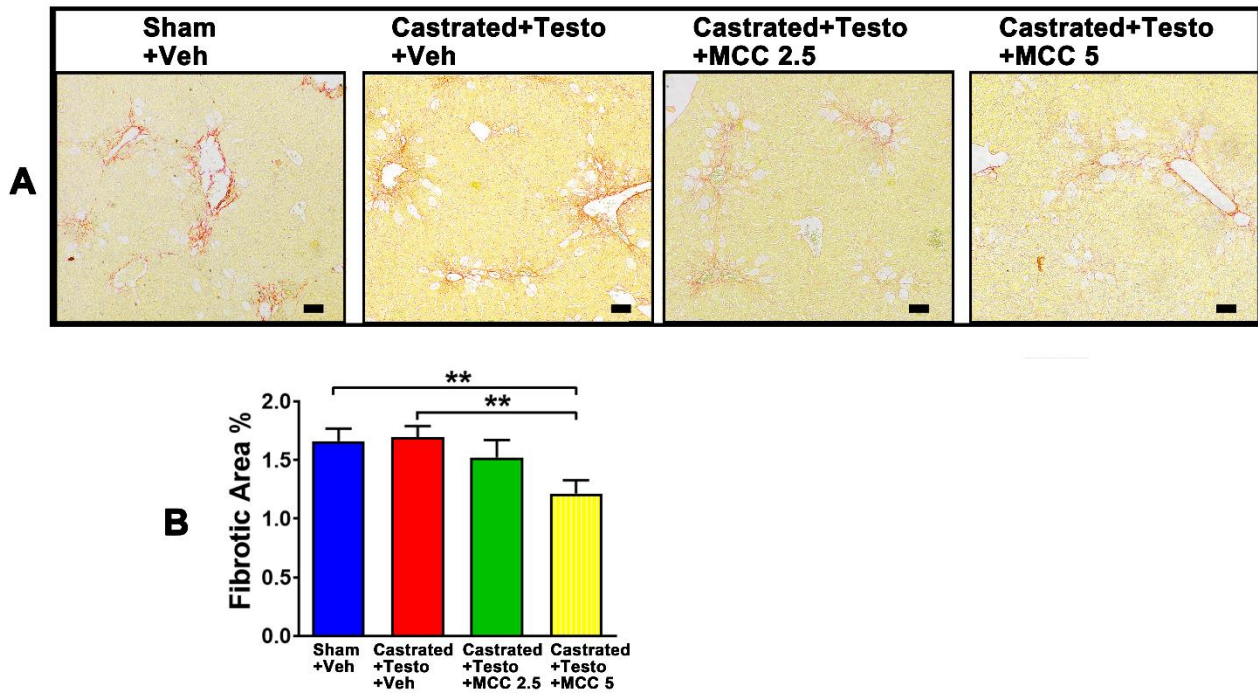 Sham
+Veh
Castrated+Testo
+Veh
Castrated+Testo
+MCC 2.5
Castrated+Testo
+MCC 5
A
B
**
**
Fibrotic Area %
2.0
1.5
1.0
0.5
0.0
Sham
+Veh
Castrated
+Testo
+Veh
Castrated
+Testo
+MCC 2.5
Castrated
+Testo
+MCC 5